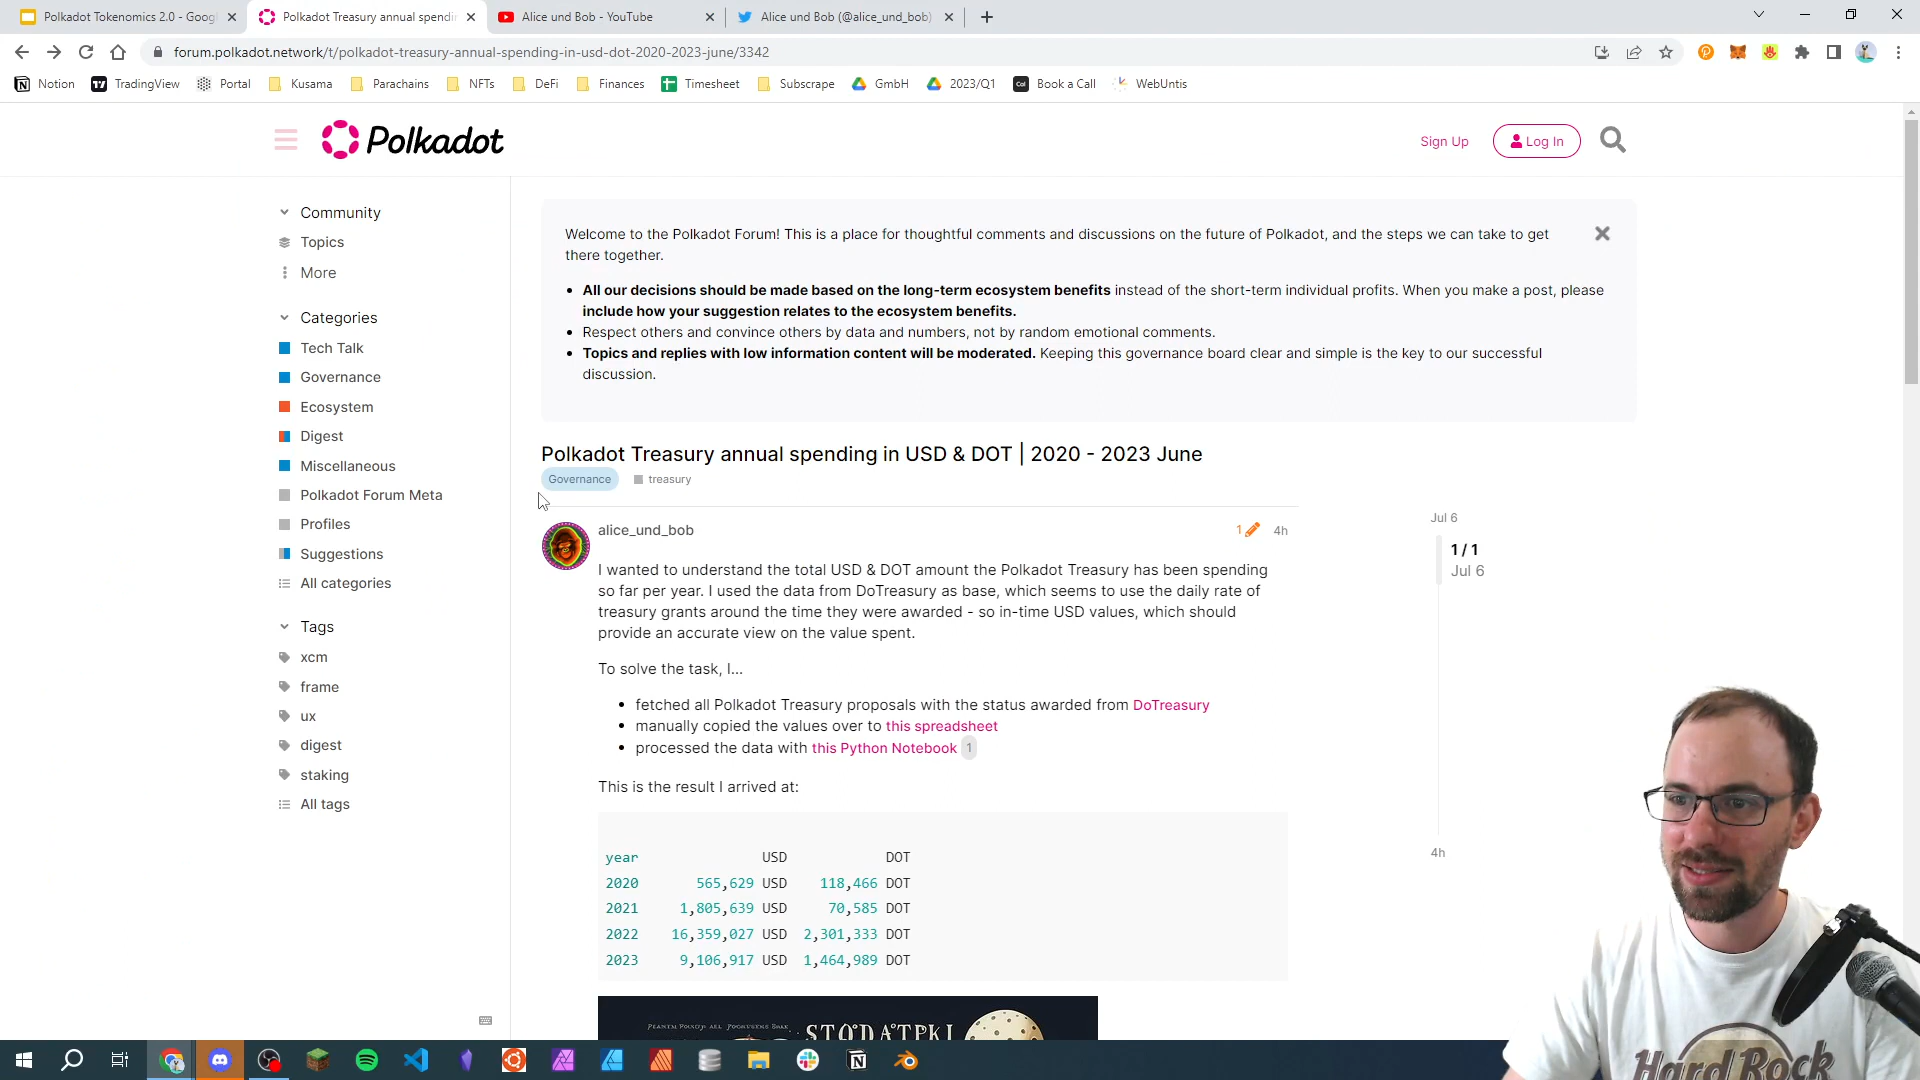 Polkadot Tokenomics 2.0 - Goog
Polkadot Treasury annual spendin
Alice und Bob - YouTube
Alice und Bob (@alice_und_bob)
forum.polkadot.network/t/polkadot-treasury-annual-spending-in-usd-dot-2020-2023-june/3342
Notion
TradingView
Portal
Kusama
Parachains
NFTs
DeFi
Finances
Timesheet
Subscrape
GmbH
2023/Q1
Book a Call
WebUntis
Polkadot
Sign Up
Log In
Community
Topics
More
Categories
Tech Talk
Governance
Ecosystem
Digest
Miscellaneous
Polkadot Forum Meta
Profiles
Suggestions
All categories
Tags
xcm
frame
ux
digest
staking
All tags
Welcome to the Polkadot Forum! This is a place for thoughtful comments and discussions on the future of Polkadot, and the steps we can take to get
there together.
All our decisions should be made based on the long-term ecosystem benefits instead of the short-term individual profits. When you make a post, please
include how your suggestion relates to the ecosystem benefits.
Respect others and convince others by data and numbers, not by random emotional comments.
Topics and replies with low information content will be moderated. Keeping this governance board clear and simple is the key to our successful
discussion.
Polkadot Treasury annual spending in USD & DOT | 2020 - 2023 June
Governance
treasury
alice_und_bob
1
4h
I wanted to understand the total USD & DOT amount the Polkadot Treasury has been spending
so far per year. I used the data from DoTreasury as base, which seems to use the daily rate of
treasury grants around the time they were awarded - so in-time USD values, which should
provide an accurate view on the value spent.
To solve the task, I...
fetched all Polkadot Treasury proposals with the status awarded from DoTreasury
manually copied the values over to this spreadsheet
processed the data with this Python Notebook 1
This is the result I arrived at:
year USD DOT
2020 565,629 USD 118,466 DOT
2021 1,805,639 USD 70,585 DOT
2022 16,359,027 USD 2,301,333 DOT
2023 9,106,917 USD 1,464,989 DOT
Jul 6
1 / 1
Jul 6
4h
Hard Rock